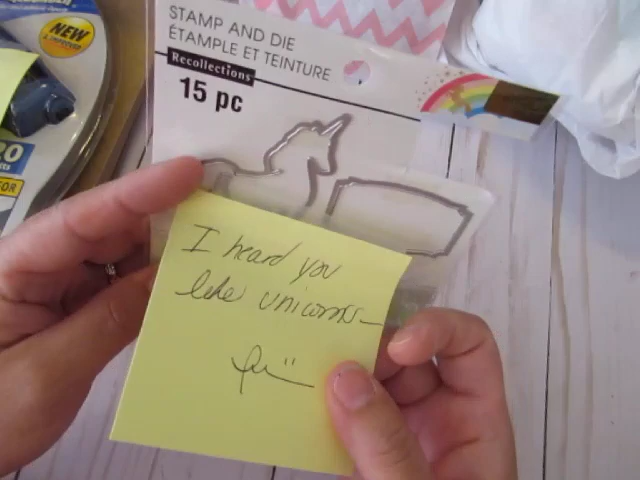 NEW
STAMP AND DIE
ÉTAMPLE ET TEINTURE
Recollections
15 pc
I heard you
like unicorns